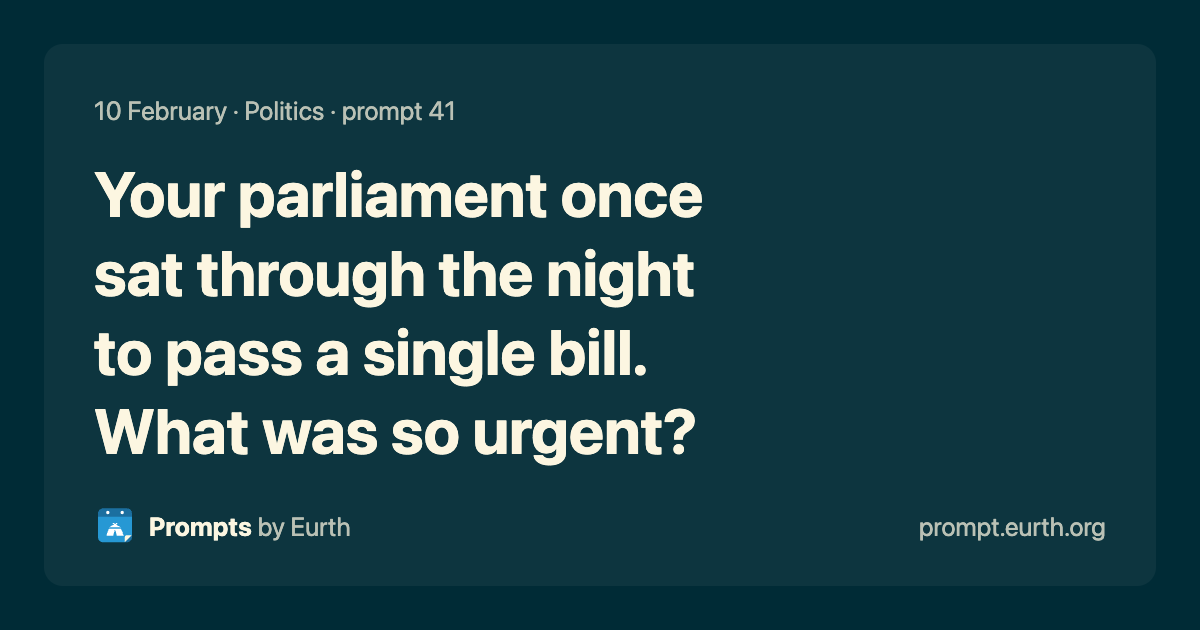 10 February · Politics · prompt 41
Your parliament once
sat through the night
to pass a single bill.
What was so urgent?
Prompts by Eurth
prompt.eurth.org